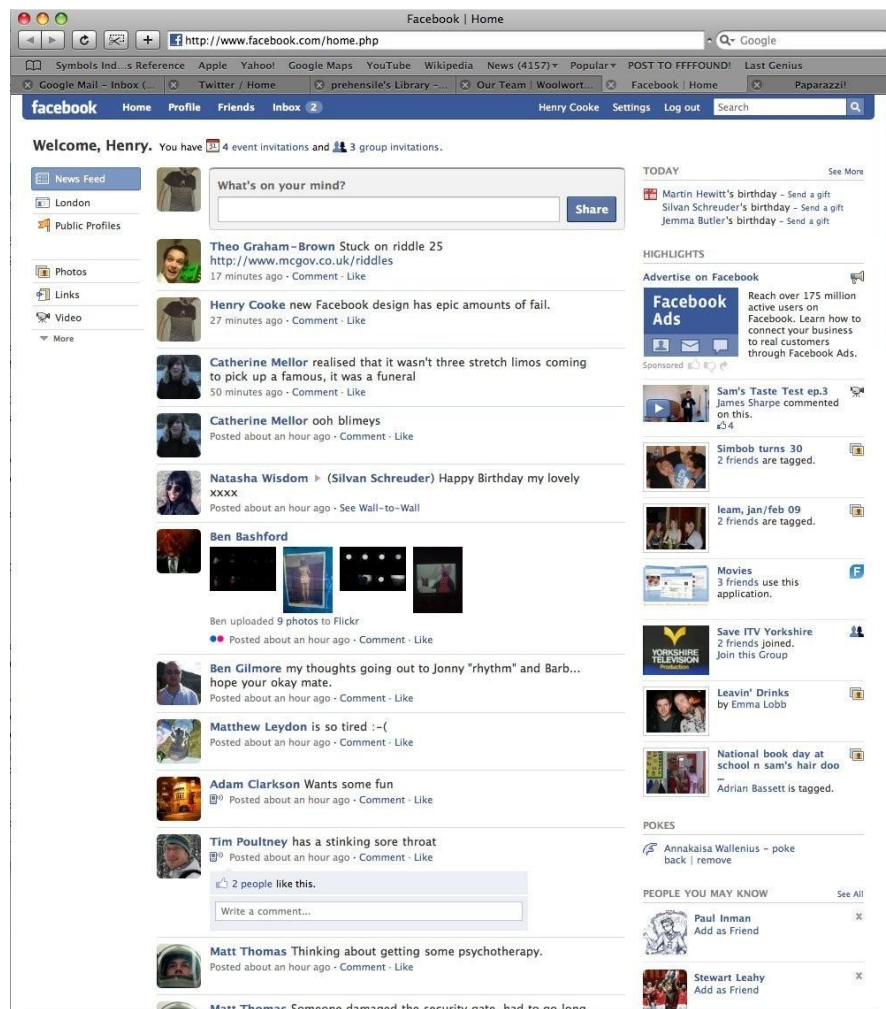 Facebook | Home
http://www.facebook.com/home.php
Google
Symbols Ind...s Reference Apple Yahoo! Google Maps YouTube Wikipedia News (4157) Popular POST TO FFFFOUND! Last Genius
Google Mail – Inbox (... Twitter / Home prehensile's Library –... Our Team | Woolwort... Facebook | Home Paparazzi!
facebook Home Profile Friends Inbox 2 Henry Cooke Settings Log out Search
Welcome, Henry. You have 31 4 event invitations and 3 group invitations.
News Feed
London
Public Profiles
Photos
Links
Video
More
What's on your mind?
Share
Theo Graham-Brown Stuck on riddle 25
http://www.mcgov.co.uk/riddles
17 minutes ago · Comment · Like
Henry Cooke new Facebook design has epic amounts of fail.
27 minutes ago · Comment · Like
Catherine Mellor realised that it wasn't three stretch limos coming
to pick up a famous, it was a funeral
50 minutes ago · Comment · Like
Catherine Mellor ooh blimeys
Posted about an hour ago · Comment · Like
Natasha Wisdom ▶ (Silvan Schreuder) Happy Birthday my lovely
xxxx
Posted about an hour ago · See Wall-to-Wall
Ben Bashford
Ben uploaded 9 photos to Flickr
Posted about an hour ago · Comment · Like
Ben Gilmore my thoughts going out to Jonny "rhythm" and Barb...
hope your okay mate.
Posted about an hour ago · Comment · Like
Matthew Leydon is so tired :-(
Posted about an hour ago · Comment · Like
Adam Clarkson Wants some fun
Posted about an hour ago · Comment · Like
Tim Poultney has a stinking sore throat
Posted about an hour ago · Comment · Like
2 people like this.
Write a comment...
Matt Thomas Thinking about getting some psychotherapy.
Posted about an hour ago · Comment · Like
Matt Thomas Someone damaged the security gate, had to go long
TODAY See More
Martin Hewitt's birthday – Send a gift
Silvan Schreuder's birthday – Send a gift
Jemma Butler's birthday – Send a gift
HIGHLIGHTS
Advertise on Facebook
Facebook
Ads
Reach over 175 million
active users on
Facebook. Learn how to
connect your business
to real customers
through Facebook Ads.
Sponsored
Sam's Taste Test ep.3
James Sharpe commented
on this.
4
Simbob turns 30
2 friends are tagged.
leam, jan/feb 09
2 friends are tagged.
Movies
3 friends use this
application.
F
YORKSHIRE
TELEVISION
Production
Save ITV Yorkshire
2 friends joined.
Join this Group
Leavin' Drinks
by Emma Lobb
National book day at
school n sam's hair doo
...
Adrian Bassett is tagged.
POKES
Annakaisa Wallenius – poke
back | remove
PEOPLE YOU MAY KNOW See All
Paul Inman x
Add as Friend
Stewart Leahy x
Add as Friend